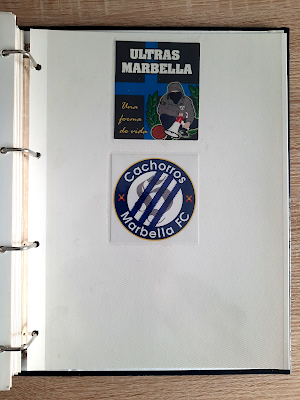 ULTRAS
MARBELLA
Una
forma
de vida
Cachorros
Marbella FC